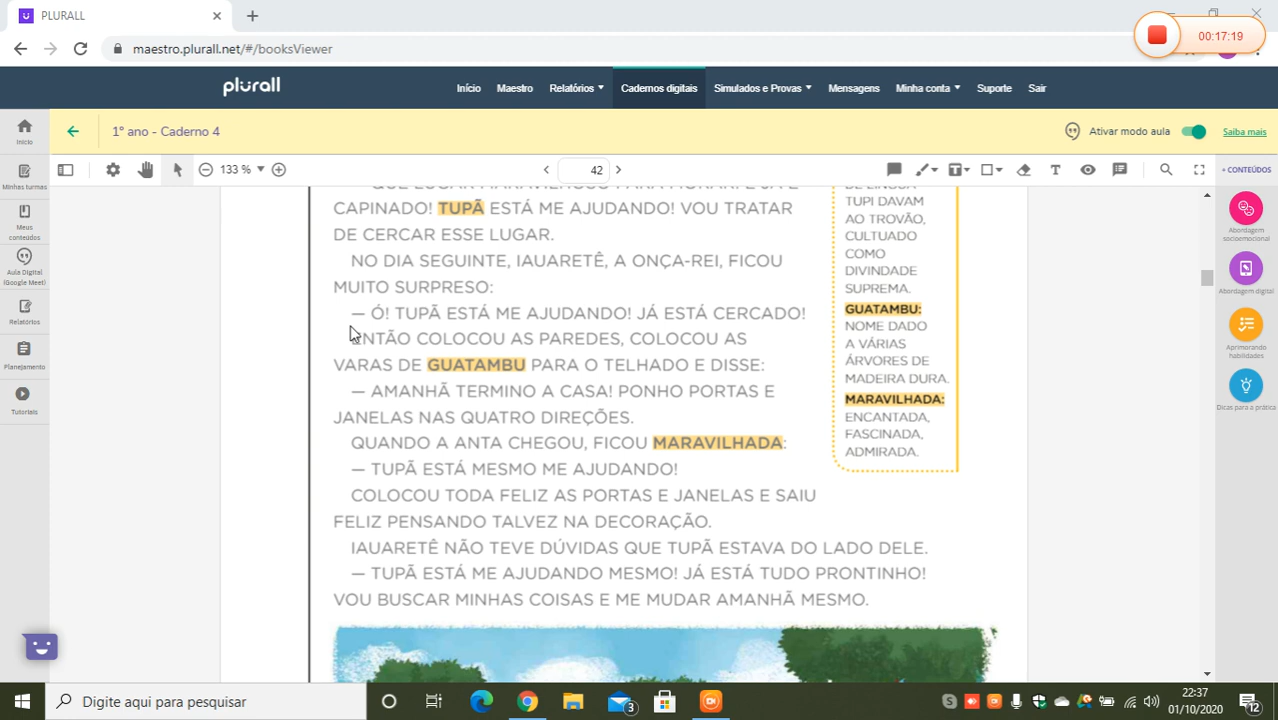 PLURALL
maestro.plurall.net/#/booksViewer
00:17:19
plurall
Início Maestro Relatórios Cadernos digitais Simulados e Provas Mensagens Minha conta Suporte Sair
1º ano - Caderno 4
Ativar modo aula Saiba mais
133 %
42
+ CONTEÚDOS
Início
Minhas turmas
Meus
conteúdos
Aula Digital
(Google Meet)
Relatórios
Planejamento
Tutoriais
CAPINADO! TUPÃ ESTÁ ME AJUDANDO! VOU TRATAR
DE CERCAR ESSE LUGAR.
NO DIA SEGUINTE, IAUARETÊ, A ONÇA-REI, FICOU
MUITO SURPRESO:
— Ó! TUPÃ ESTÁ ME AJUDANDO! JÁ ESTÁ CERCADO!
ENTÃO COLOCOU AS PAREDES, COLOCOU AS
VARAS DE GUATAMBU PARA O TELHADO E DISSE:
— AMANHÃ TERMINO A CASA! PONHO PORTAS E
JANELAS NAS QUATRO DIREÇÕES.
QUANDO A ANTA CHEGOU, FICOU MARAVILHADA:
— TUPÃ ESTÁ MESMO ME AJUDANDO!
COLOCOU TODA FELIZ AS PORTAS E JANELAS E SAIU
FELIZ PENSANDO TALVEZ NA DECORAÇÃO.
IAUARETÊ NÃO TEVE DÚVIDAS QUE TUPÃ ESTAVA DO LADO DELE.
— TUPÃ ESTÁ ME AJUDANDO MESMO! JÁ ESTÁ TUDO PRONTINHO!
VOU BUSCAR MINHAS COISAS E ME MUDAR AMANHÃ MESMO.
DE LÍNGUA
TUPI DAVAM
AO TROVÃO,
CULTUADO
COMO
DIVINDADE
SUPREMA.
GUATAMBU:
NOME DADO
A VÁRIAS
ÁRVORES DE
MADEIRA DURA.
MARAVILHADA:
ENCANTADA,
FASCINADA,
ADMIRADA.
Abordagem
socioemocional
Abordagem digital
Aprimorando
habilidades
Dicas para a prática
Digite aqui para pesquisar
3
22:37
01/10/2020
12